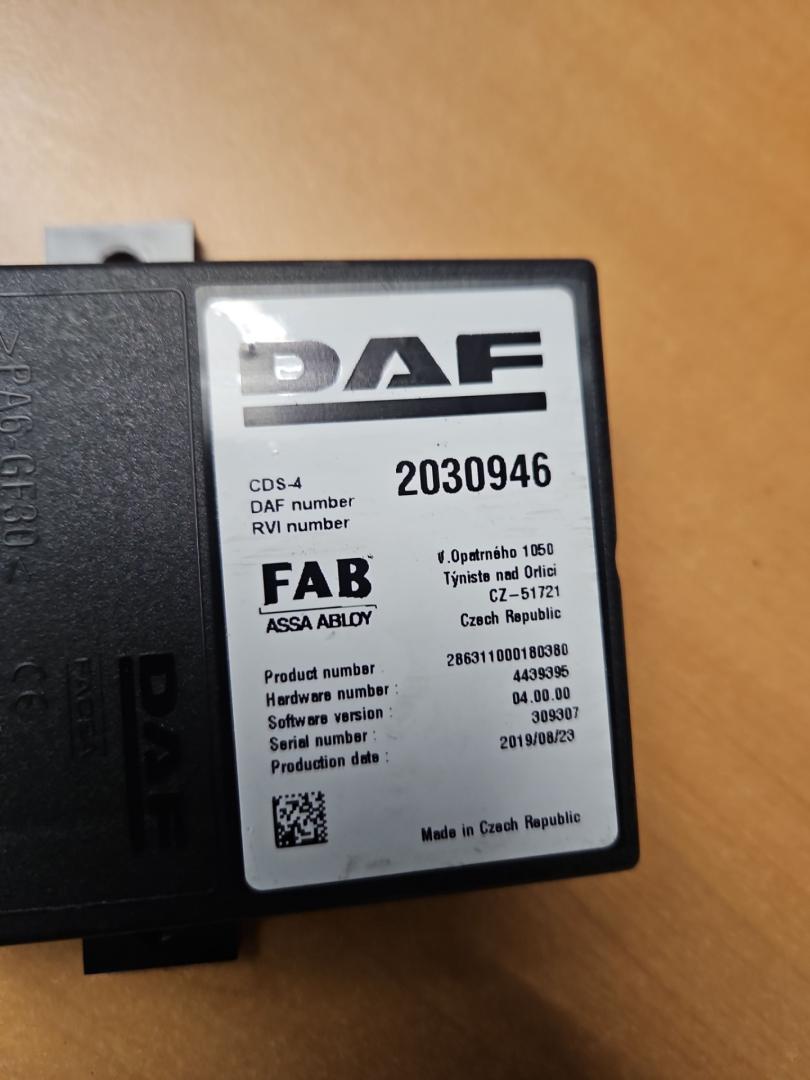 DAF
CDS-4
2030946
DAF number
RVI number
FAB
ASSA ABLOY
V.Opatrného 1050
Týniste nad Orlici
CZ-51721
Czech Republic
Product number 286311000180380
Hardware number : 4439395
Software version : 04.00.00
Serial number : 309307
Production date : 2019/08/23
Made in Czech Republic
>PA6-GF30<
CE
DAF